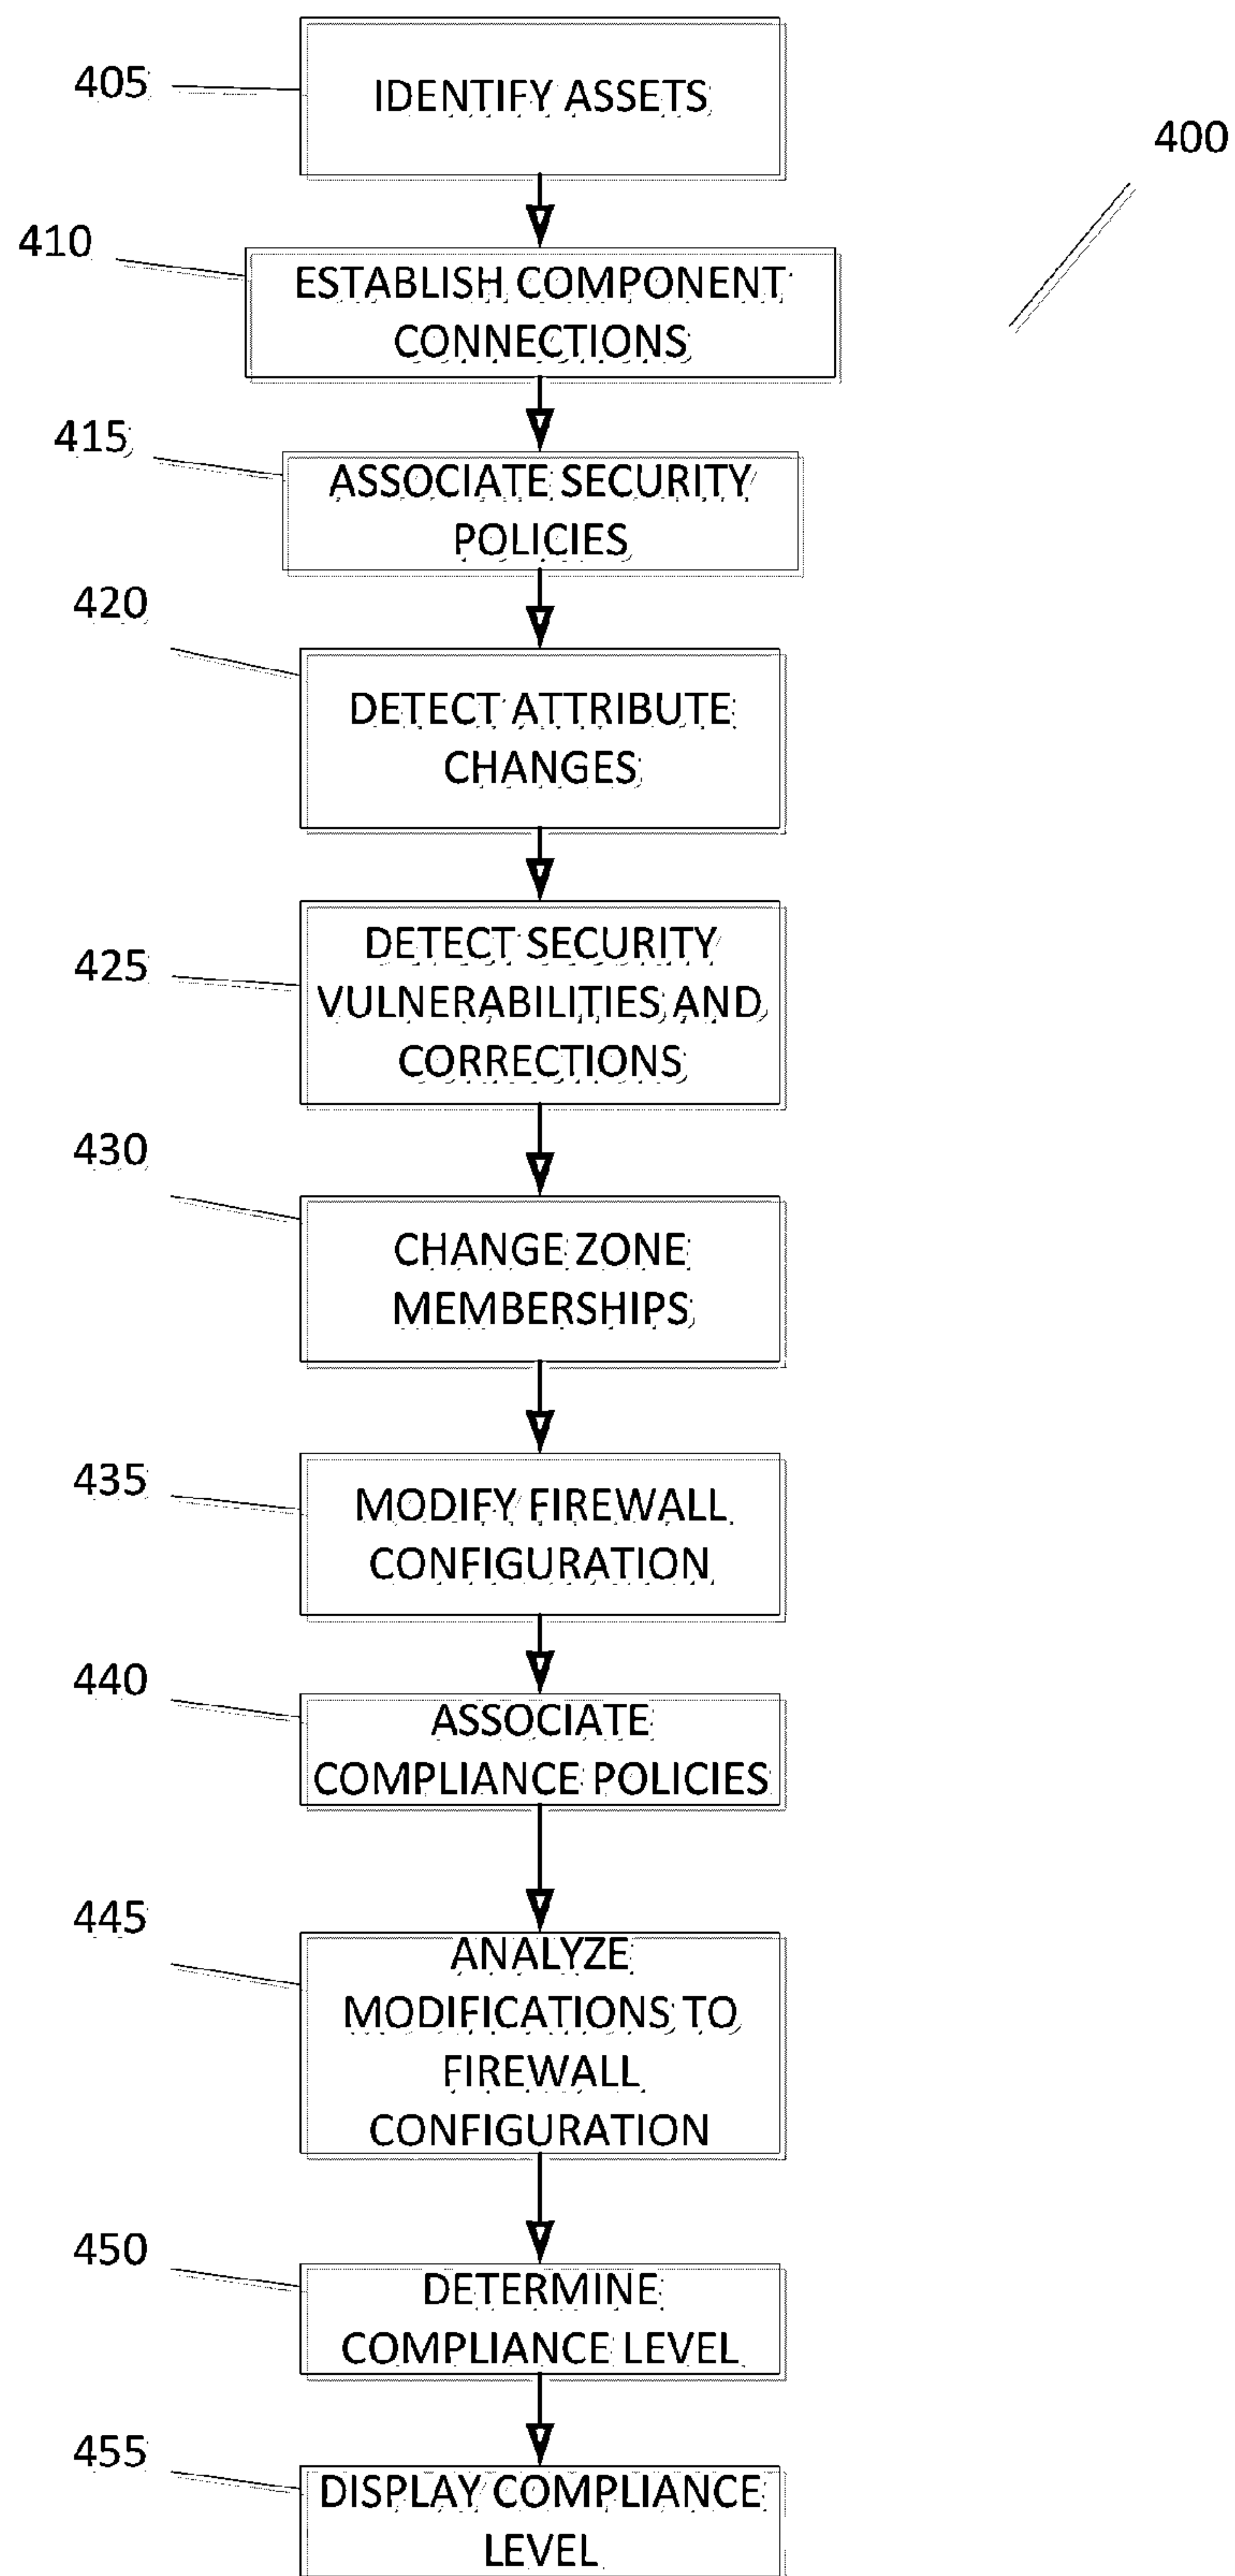 405
IDENTIFY ASSETS
400
410
ESTABLISH COMPONENT
CONNECTIONS
415
ASSOCIATE SECURITY
POLICIES
420
DETECT ATTRIBUTE
CHANGES
425
DETECT SECURITY
VULNERABILITIES AND
CORRECTIONS
430
CHANGE ZONE
MEMBERSHIPS
435
MODIFY FIREWALL
CONFIGURATION
440
ASSOCIATE
COMPLIANCE POLICIES
445
ANALYZE
MODIFICATIONS TO
FIREWALL
CONFIGURATION
450
DETERMINE
COMPLIANCE LEVEL
455
DISPLAY COMPLIANCE
LEVEL